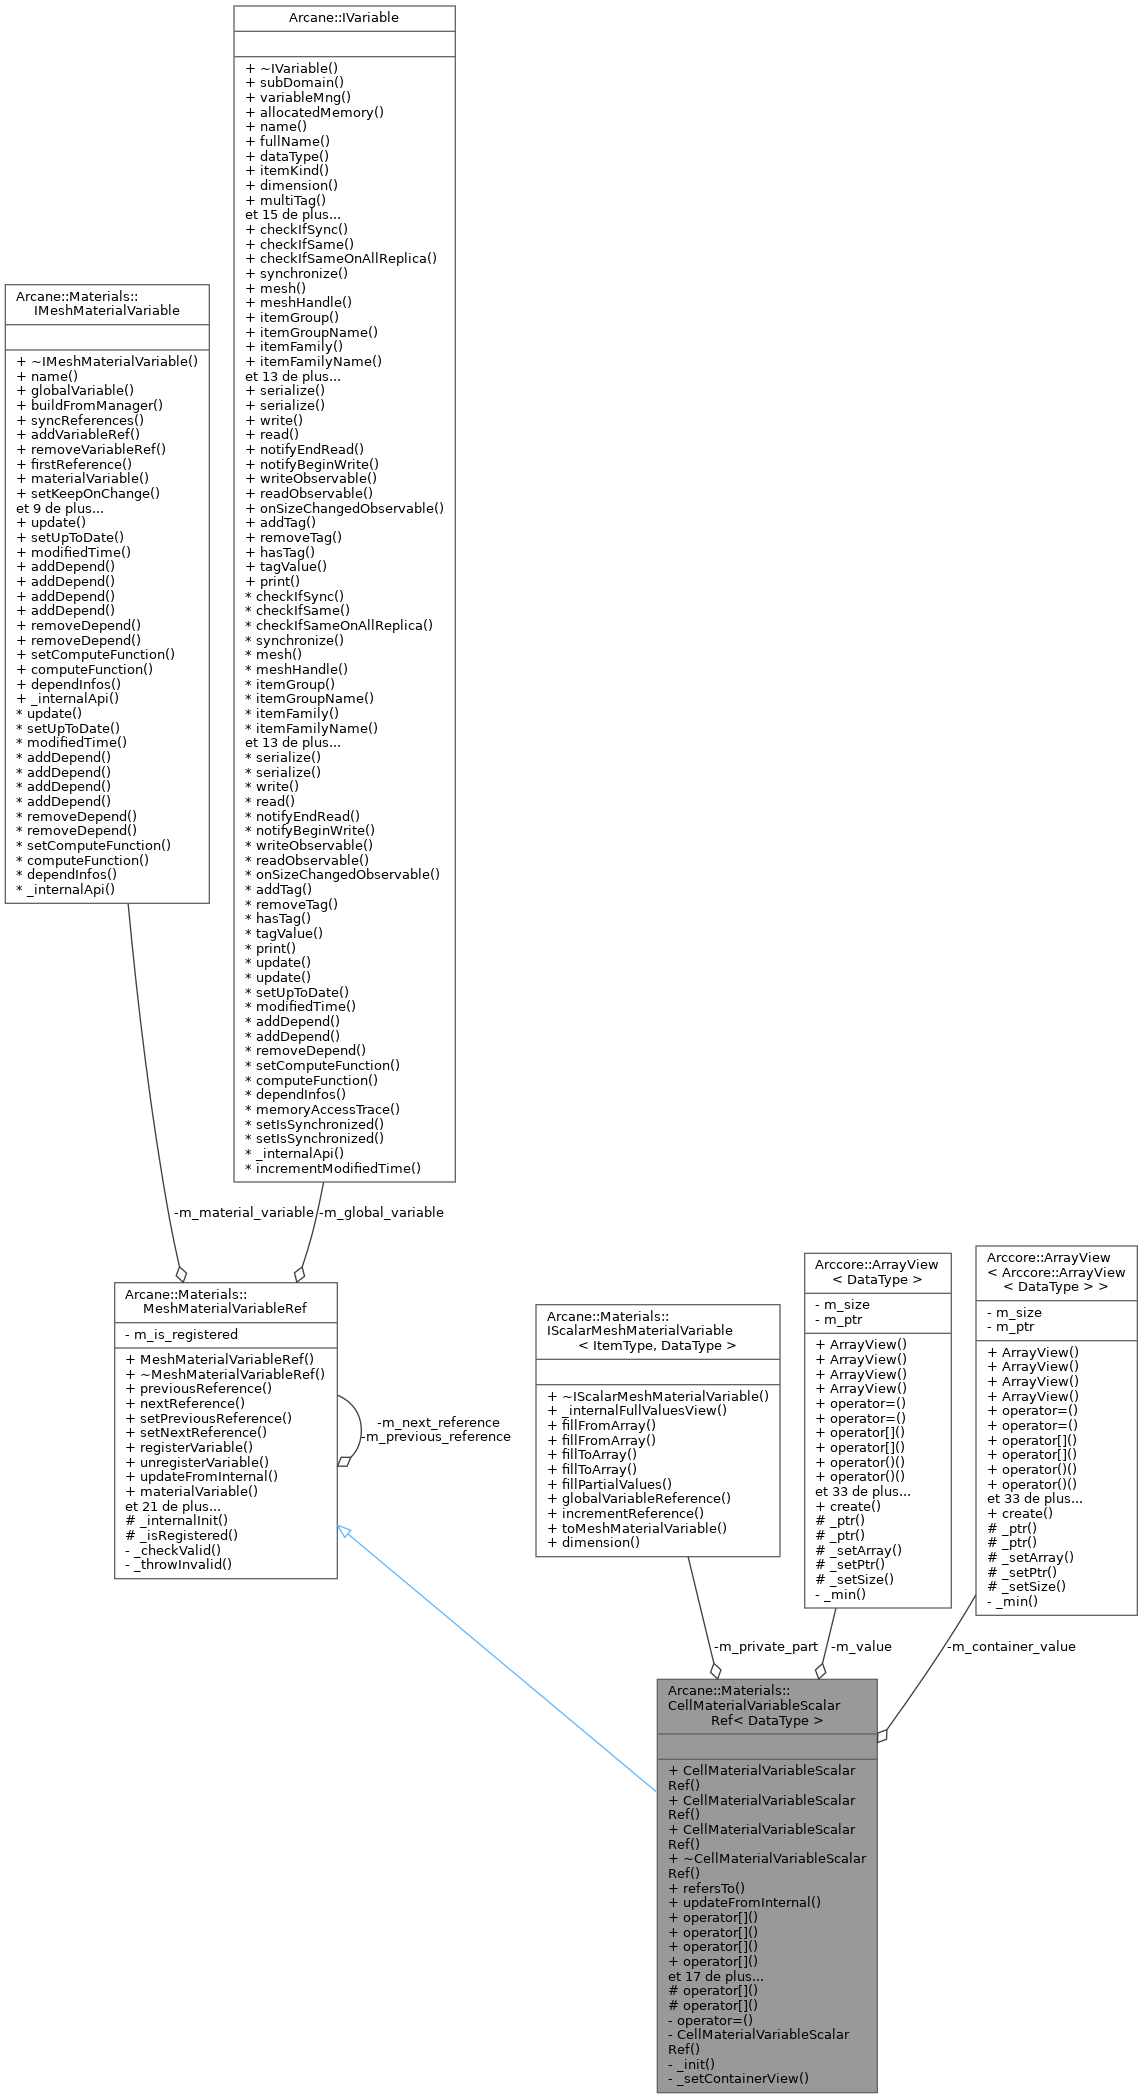 Arcane::IVariable
+ ~IVariable()
+ subDomain()
+ variableMng()
+ allocatedMemory()
+ name()
+ fullName()
+ dataType()
+ itemKind()
+ dimension()
+ multiTag()
et 15 de plus...
+ checkIfSync()
+ checkIfSame()
+ checkIfSameOnAllReplica()
+ synchronize()
+ mesh()
+ meshHandle()
+ itemGroup()
+ itemGroupName()
+ itemFamily()
+ itemFamilyName()
et 13 de plus...
+ serialize()
+ serialize()
+ write()
+ read()
+ notifyEndRead()
+ notifyBeginWrite()
+ writeObservable()
+ readObservable()
+ onSizeChangedObservable()
+ addTag()
+ removeTag()
+ hasTag()
+ tagValue()
+ print()
* checkIfSync()
* checkIfSame()
* checkIfSameOnAllReplica()
* synchronize()
* mesh()
* meshHandle()
* itemGroup()
* itemGroupName()
* itemFamily()
* itemFamilyName()
et 13 de plus...
* serialize()
* serialize()
* write()
* read()
* notifyEndRead()
* notifyBeginWrite()
* writeObservable()
* readObservable()
* onSizeChangedObservable()
* addTag()
* removeTag()
* hasTag()
* tagValue()
* print()
* update()
* update()
* setUpToDate()
* modifiedTime()
* addDepend()
* addDepend()
* removeDepend()
* setComputeFunction()
* computeFunction()
* dependInfos()
* memoryAccessTrace()
* setIsSynchronized()
* setIsSynchronized()
* _internalApi()
* incrementModifiedTime()
Arcane::Materials::
IMeshMaterialVariable
+ ~IMeshMaterialVariable()
+ name()
+ globalVariable()
+ buildFromManager()
+ syncReferences()
+ addVariableRef()
+ removeVariableRef()
+ firstReference()
+ materialVariable()
+ setKeepOnChange()
et 9 de plus...
+ update()
+ setUpToDate()
+ modifiedTime()
+ addDepend()
+ addDepend()
+ addDepend()
+ addDepend()
+ removeDepend()
+ removeDepend()
+ setComputeFunction()
+ computeFunction()
+ dependInfos()
+ _internalApi()
* update()
* setUpToDate()
* modifiedTime()
* addDepend()
* addDepend()
* addDepend()
* addDepend()
* removeDepend()
* removeDepend()
* setComputeFunction()
* computeFunction()
* dependInfos()
* _internalApi()
-m_material_variable
-m_global_variable
Arcane::Materials::
MeshMaterialVariableRef
- m_is_registered
+ MeshMaterialVariableRef()
+ ~MeshMaterialVariableRef()
+ previousReference()
+ nextReference()
+ setPreviousReference()
+ setNextReference()
+ registerVariable()
+ unregisterVariable()
+ updateFromInternal()
+ materialVariable()
et 21 de plus...
# _internalInit()
# _isRegistered()
- _checkValid()
- _throwInvalid()
-m_next_reference
-m_previous_reference
Arcane::Materials::
IScalarMeshMaterialVariable
< ItemType, DataType >
+ ~IScalarMeshMaterialVariable()
+ _internalFullValuesView()
+ fillFromArray()
+ fillFromArray()
+ fillToArray()
+ fillToArray()
+ fillPartialValues()
+ globalVariableReference()
+ incrementReference()
+ toMeshMaterialVariable()
+ dimension()
Arccore::ArrayView
< DataType >
- m_size
- m_ptr
+ ArrayView()
+ ArrayView()
+ ArrayView()
+ ArrayView()
+ operator=()
+ operator=()
+ operator[]()
+ operator[]()
+ operator()()
+ operator()()
et 33 de plus...
+ create()
# _ptr()
# _ptr()
# _setArray()
# _setPtr()
# _setSize()
- _min()
Arccore::ArrayView
< Arccore::ArrayView
< DataType > >
- m_size
- m_ptr
+ ArrayView()
+ ArrayView()
+ ArrayView()
+ ArrayView()
+ operator=()
+ operator=()
+ operator[]()
+ operator[]()
+ operator()()
+ operator()()
et 33 de plus...
+ create()
# _ptr()
# _ptr()
# _setArray()
# _setPtr()
# _setSize()
- _min()
-m_private_part
-m_value
-m_container_value
Arcane::Materials::
CellMaterialVariableScalar
Ref< DataType >
+ CellMaterialVariableScalar
Ref()
+ CellMaterialVariableScalar
Ref()
+ CellMaterialVariableScalar
Ref()
+ ~CellMaterialVariableScalar
Ref()
+ refersTo()
+ updateFromInternal()
+ operator[]()
+ operator[]()
+ operator[]()
+ operator[]()
et 17 de plus...
# operator[]()
# operator[]()
- operator=()
- CellMaterialVariableScalar
Ref()
- _init()
- _setContainerView()